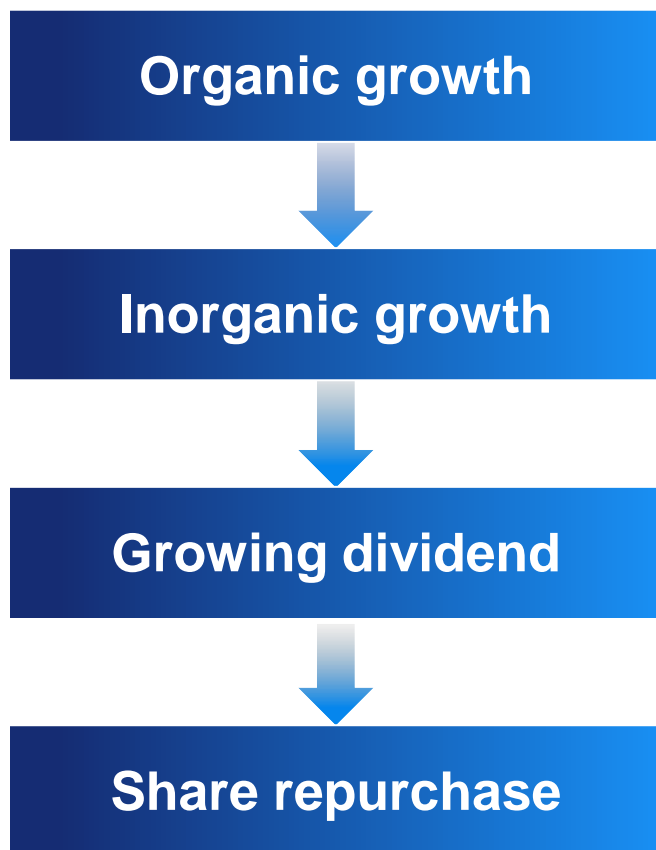 Organic growth
Inorganic growth
Growing dividend
Share repurchase